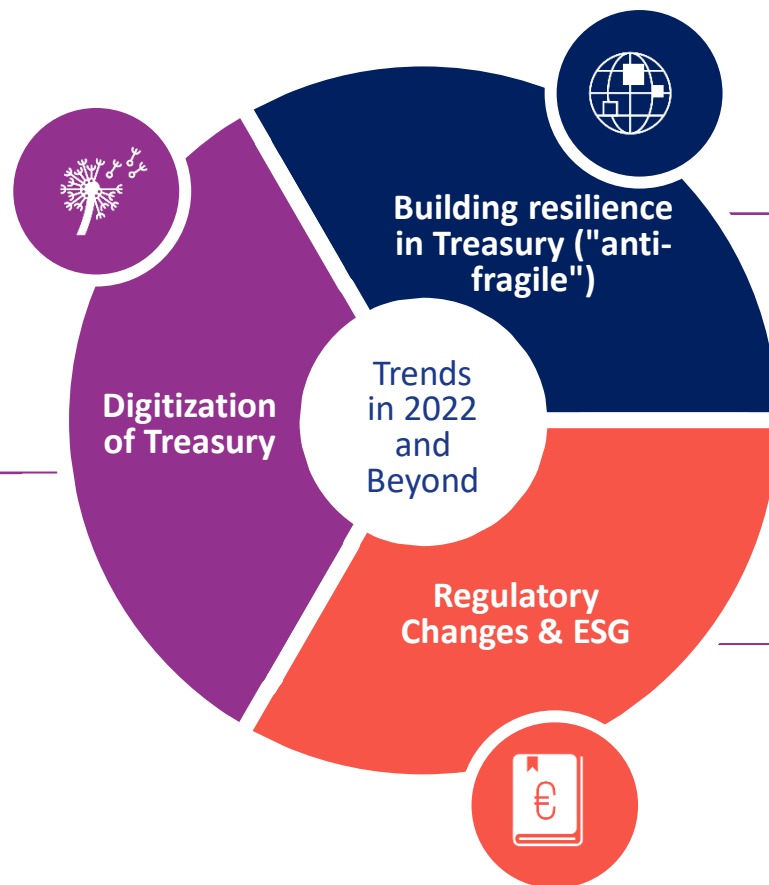 Building resilience
in Treasury ("anti-
fragile")
Trends
in 2022
and
Beyond
Digitization
of Treasury
Regulatory
Changes & ESG
€